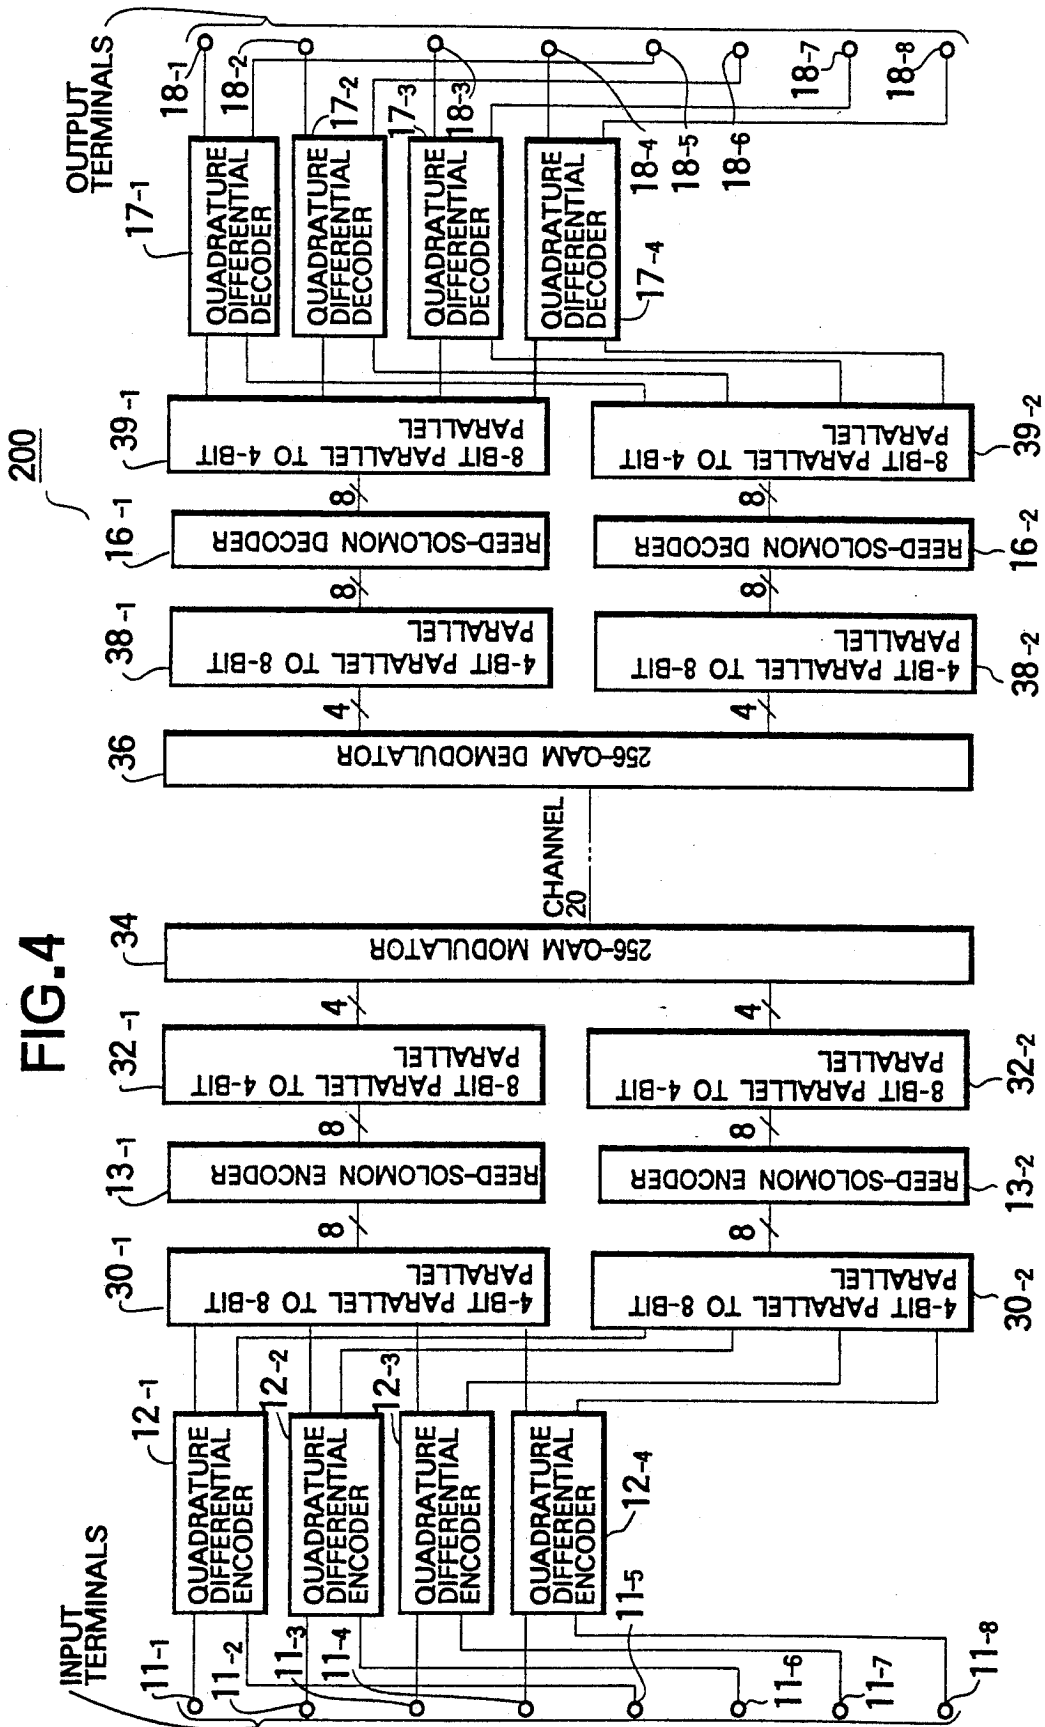 FIG.4
200
INPUT
TERMINALS
11-1
11-2
11-3
11-4
11-5
11-6
11-7
11-8
12-1
QUADRATURE
DIFFERENTIAL
ENCODER
12-2
QUADRATURE
DIFFERENTIAL
ENCODER
12-3
QUADRATURE
DIFFERENTIAL
ENCODER
12-4
QUADRATURE
DIFFERENTIAL
ENCODER
30-1
4-BIT PARALLEL TO 8-BIT
PARALLEL
30-2
4-BIT PARALLEL TO 8-BIT
PARALLEL
8
8
13-1
REED-SOLOMON ENCODER
13-2
REED-SOLOMON ENCODER
8
8
32-1
8-BIT PARALLEL TO 4-BIT
PARALLEL
32-2
8-BIT PARALLEL TO 4-BIT
PARALLEL
4
4
34
256-QAM MODULATOR
CHANNEL
20
36
256-QAM DEMODULATOR
4
4
38-1
4-BIT PARALLEL TO 8-BIT
PARALLEL
38-2
4-BIT PARALLEL TO 8-BIT
PARALLEL
8
8
16-1
REED-SOLOMON DECODER
16-2
REED-SOLOMON DECODER
8
8
39-1
8-BIT PARALLEL TO 4-BIT
PARALLEL
39-2
8-BIT PARALLEL TO 4-BIT
PARALLEL
17-1
QUADRATURE
DIFFERENTIAL
DECODER
17-2
QUADRATURE
DIFFERENTIAL
DECODER
17-3
QUADRATURE
DIFFERENTIAL
DECODER
17-4
QUADRATURE
DIFFERENTIAL
DECODER
OUTPUT
TERMINALS
18-1
18-2
18-3
18-4
18-5
18-6
18-7
18-8